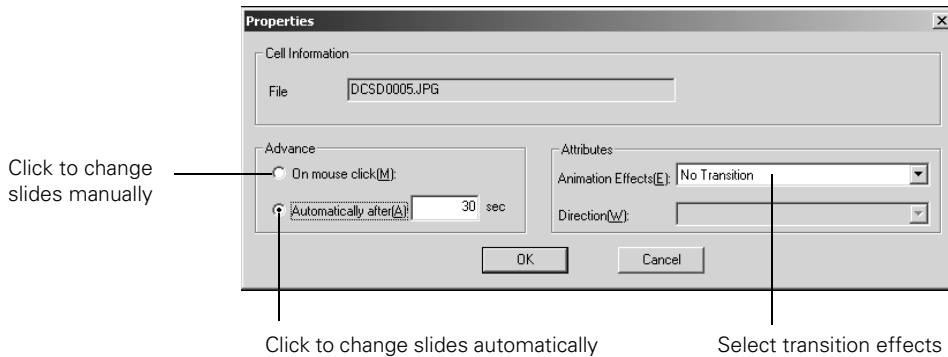 Properties
Cell Information
File DCSD0005.JPG
Advance
On mouse click(M):
Automatically after(A): 30 sec
Attributes
Animation Effects(E): No Transition
Direction(W):
OK Cancel
Click to change
slides manually
Click to change slides automatically
Select transition effects